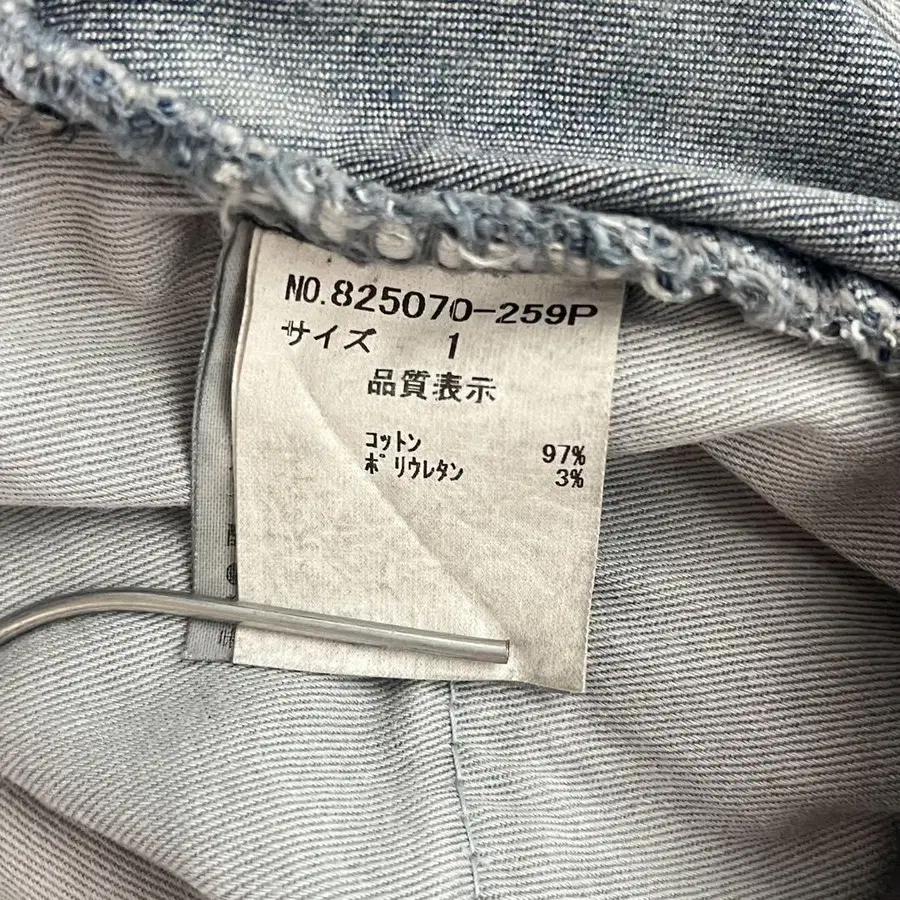 NO.825070-259P
サイズ 1
品質表示
コットン 97%
ﾎﾟﾘｳﾚﾀﾝ 3%